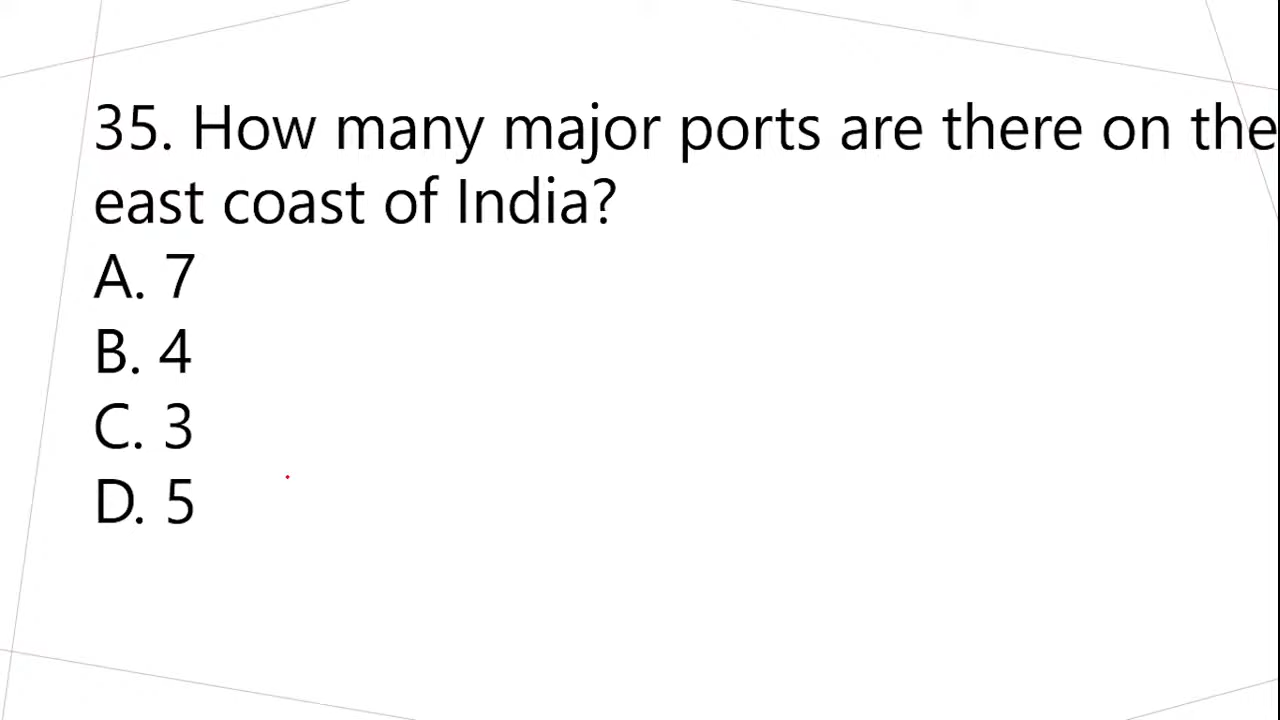 35. How many major ports are there on the
east coast of India?
A. 7
B. 4
C. 3
D. 5